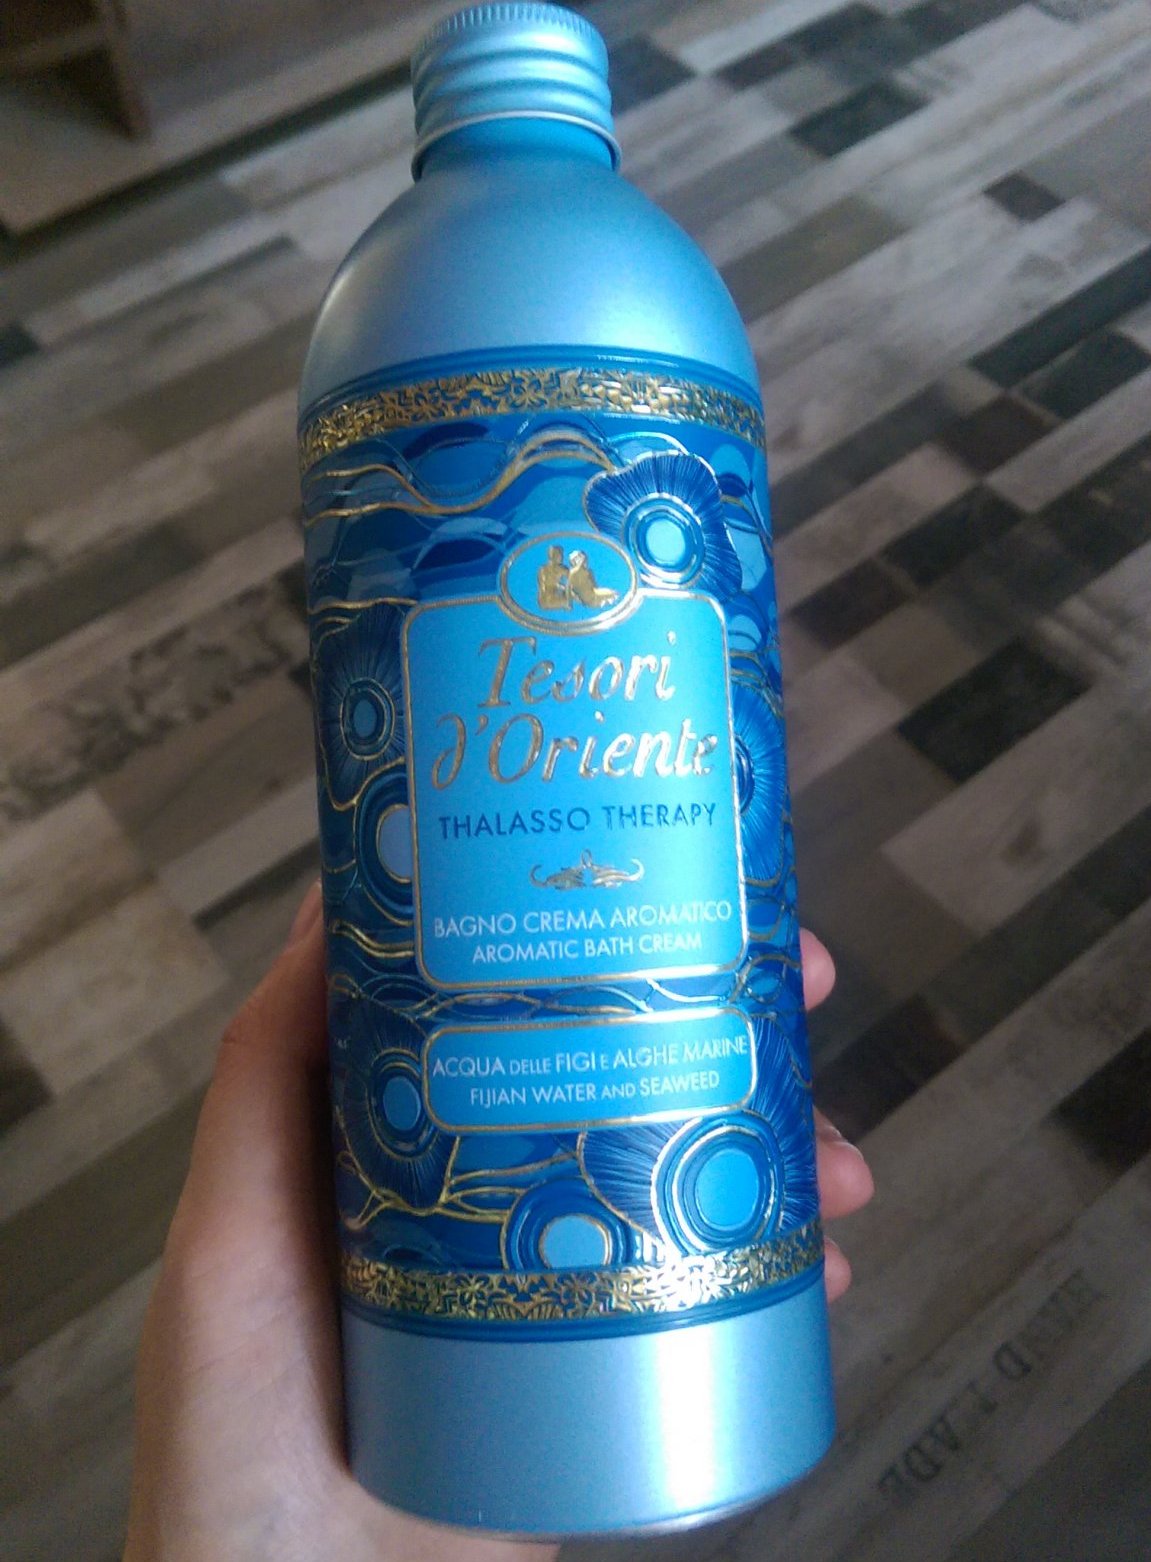 Tesori
d'Oriente
THALASSO THERAPY
BAGNO CREMA AROMATICO
AROMATIC BATH CREAM
ACQUA DELLE FIGI E ALGHE MARINE
FIJIAN WATER AND SEAWEED